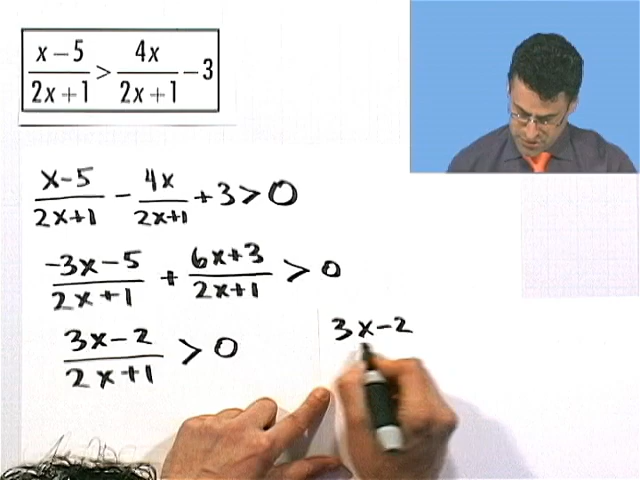 x-5/2x+1 > 4x/2x+1 - 3
x-5/2x+1 - 4x/2x+1 + 3 > 0
-3x-5/2x+1 + 6x+3/2x+1 > 0
3x-2/2x+1 > 0
3x-2